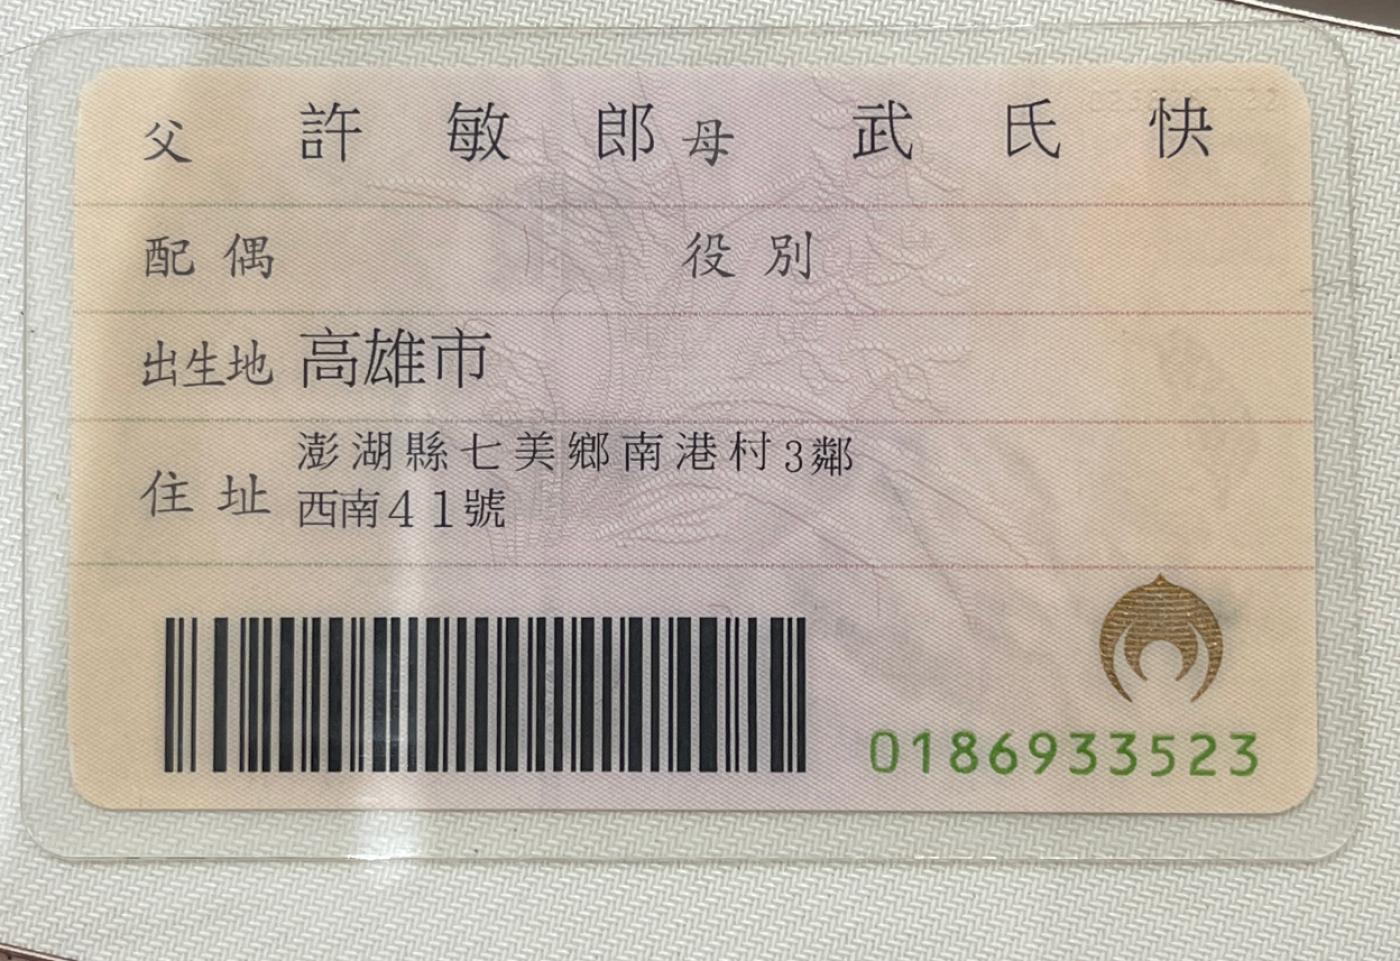 父 許敏郎 母 武氏快
配偶 役別
出生地 高雄市
住址 澎湖縣七美鄉南港村3鄰
西南41號
0186933523